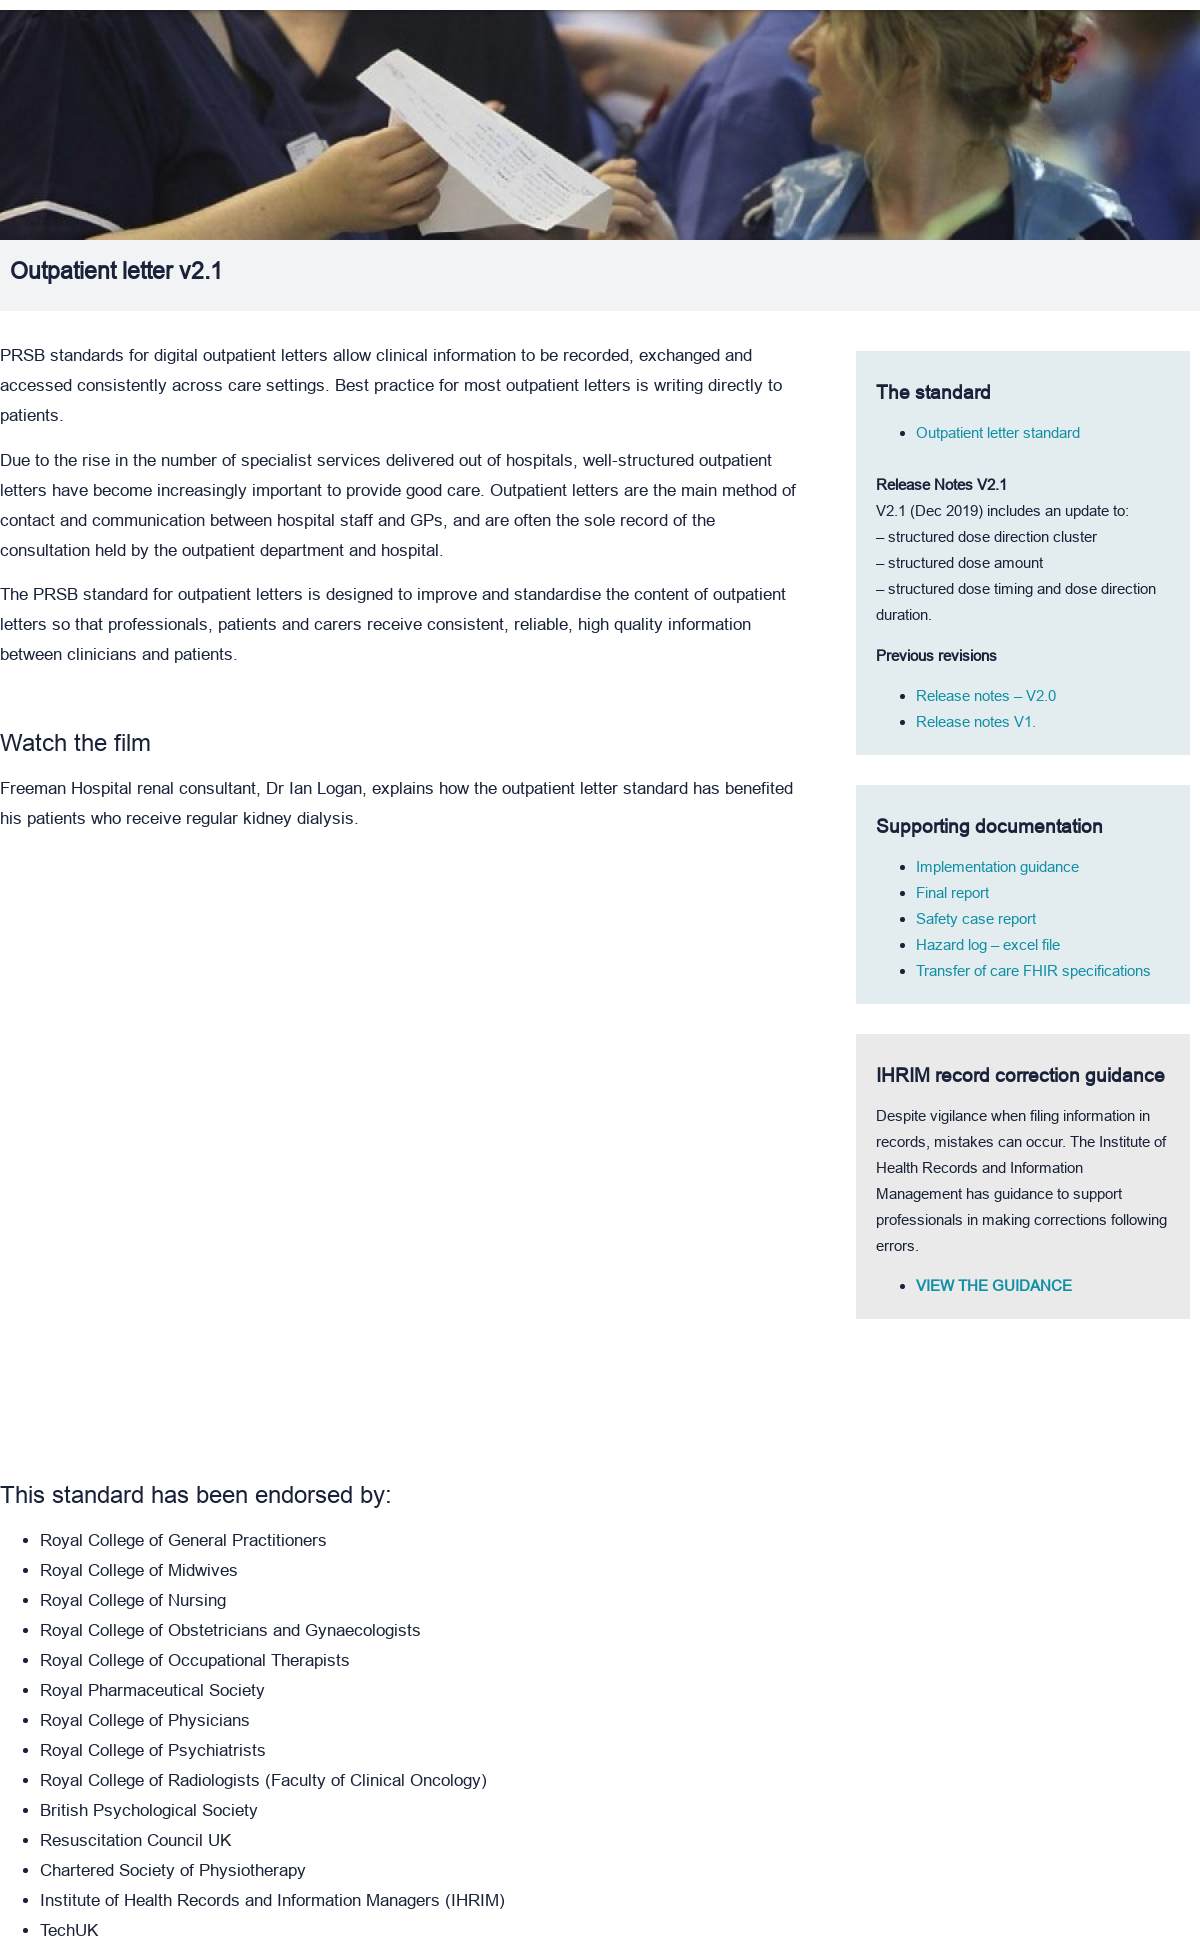 Outpatient letter v2.1
PRSB standards for digital outpatient letters allow clinical information to be recorded, exchanged and
accessed consistently across care settings. Best practice for most outpatient letters is writing directly to
patients.
Due to the rise in the number of specialist services delivered out of hospitals, well-structured outpatient
letters have become increasingly important to provide good care. Outpatient letters are the main method of
contact and communication between hospital staff and GPs, and are often the sole record of the
consultation held by the outpatient department and hospital.
The PRSB standard for outpatient letters is designed to improve and standardise the content of outpatient
letters so that professionals, patients and carers receive consistent, reliable, high quality information
between clinicians and patients.
Watch the film
Freeman Hospital renal consultant, Dr Ian Logan, explains how the outpatient letter standard has benefited
his patients who receive regular kidney dialysis.
The standard
• Outpatient letter standard
Release Notes V2.1
V2.1 (Dec 2019) includes an update to:
– structured dose direction cluster
– structured dose amount
– structured dose timing and dose direction
duration.
Previous revisions
• Release notes – V2.0
• Release notes V1.
Supporting documentation
• Implementation guidance
• Final report
• Safety case report
• Hazard log – excel file
• Transfer of care FHIR specifications
IHRIM record correction guidance
Despite vigilance when filing information in
records, mistakes can occur. The Institute of
Health Records and Information
Management has guidance to support
professionals in making corrections following
errors.
• VIEW THE GUIDANCE
This standard has been endorsed by:
• Royal College of General Practitioners
• Royal College of Midwives
• Royal College of Nursing
• Royal College of Obstetricians and Gynaecologists
• Royal College of Occupational Therapists
• Royal Pharmaceutical Society
• Royal College of Physicians
• Royal College of Psychiatrists
• Royal College of Radiologists (Faculty of Clinical Oncology)
• British Psychological Society
• Resuscitation Council UK
• Chartered Society of Physiotherapy
• Institute of Health Records and Information Managers (IHRIM)
• TechUK